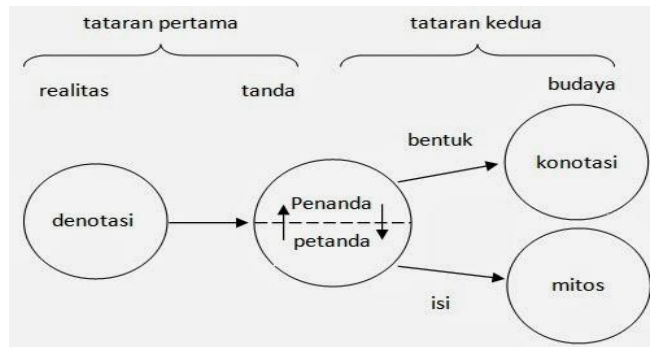 tataran pertama
tataran kedua
realitas
tanda
budaya
bentuk
konotasi
denotasi
Penanda
petanda
mitos
isi